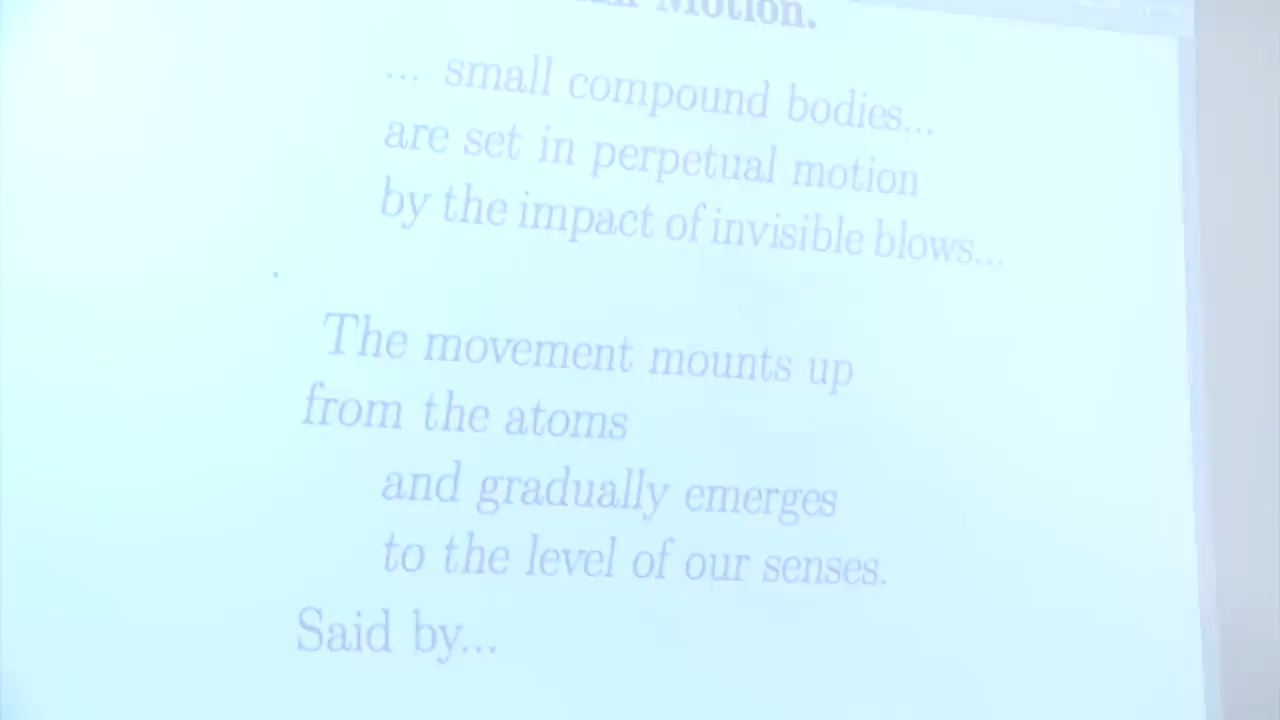 Motion.
... small compound bodies...
are set in perpetual motion
by the impact of invisible blows...
The movement mounts up
from the atoms
and gradually emerges
to the level of our senses.
Said by...